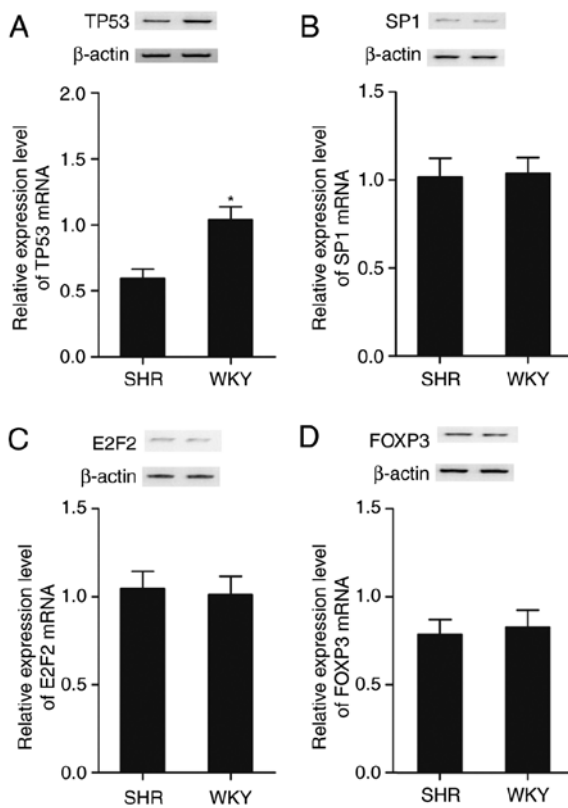 A
TP53
β-actin
Relative expression level
of TP53 mRNA
2.0
1.5
1.0
0.5
0.0
*
SHR WKY
B
SP1
β-actin
Relative expression level
of SP1 mRNA
1.5
1.0
0.5
0.0
SHR WKY
C
E2F2
β-actin
Relative expression level
of E2F2 mRNA
1.5
1.0
0.5
0.0
SHR WKY
D
FOXP3
β-actin
Relative expression level
of FOXP3 mRNA
1.5
1.0
0.5
0.0
SHR WKY